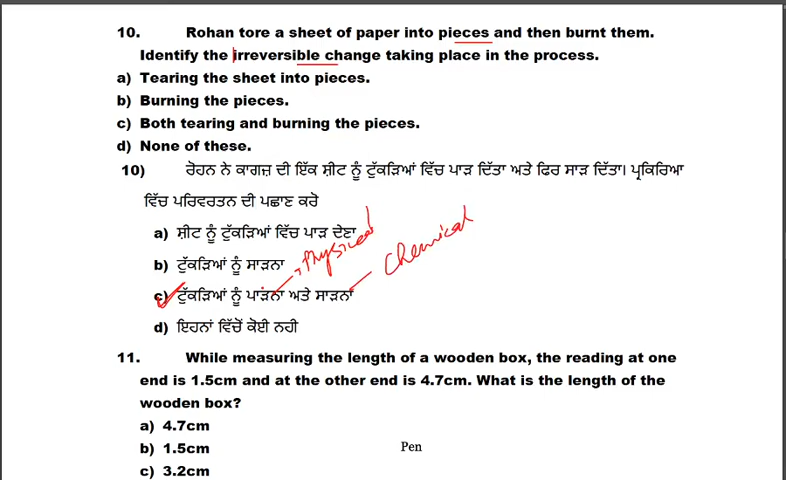 10. Rohan tore a sheet of paper into pieces and then burnt them.
Identify the irreversible change taking place in the process.
a) Tearing the sheet into pieces.
b) Burning the pieces.
c) Both tearing and burning the pieces.
d) None of these.
10) ਰੋਹਨ ਨੇ ਕਾਗਜ਼ ਦੀ ਇੱਕ ਸ਼ੀਟ ਨੂੰ ਟੁੱਕੜਿਆਂ ਵਿੱਚ ਪਾੜ ਦਿੱਤਾ ਅਤੇ ਫਿਰ ਸਾੜ ਦਿੱਤਾ। ਪ੍ਰਕਿਰਿਆ
ਵਿੱਚ ਪਰਿਵਰਤਨ ਦੀ ਪਛਾਣ ਕਰੋ
a) ਸ਼ੀਟ ਨੂੰ ਟੁੱਕੜਿਆਂ ਵਿੱਚ ਪਾੜ ਦੇਣਾ
Physical
Chemical
b) ਟੁੱਕੜਿਆਂ ਨੂੰ ਸਾੜਨਾ
c) ਟੁੱਕੜਿਆਂ ਨੂੰ ਪਾੜਨਾ ਅਤੇ ਸਾੜਨਾ
d) ਇਹਨਾਂ ਵਿੱਚੋਂ ਕੋਈ ਨਹੀ
11. While measuring the length of a wooden box, the reading at one
end is 1.5cm and at the other end is 4.7cm. What is the length of the
wooden box?
a) 4.7cm
b) 1.5cm
Pen
c) 3.2cm